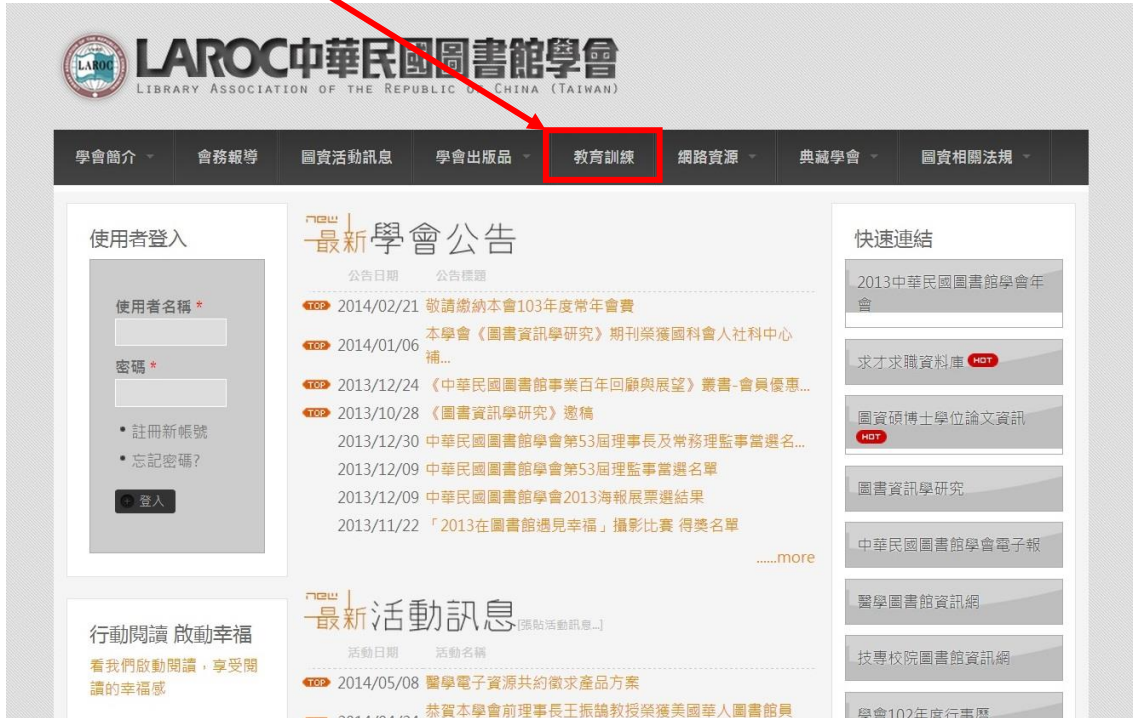 LAROC
LAROC中華民國圖書館學會
LIBRARY ASSOCIATION OF THE REPUBLIC OF CHINA (TAIWAN)
學會簡介 會務報導 圖資活動訊息 學會出版品 教育訓練 網路資源 典藏學會 圖資相關法規
使用者登入
使用者名稱 *
密碼 *
註冊新帳號
忘記密碼?
登入
行動閱讀 啟動幸福
看我們啟動閱讀，享受閱
讀的幸福感
new
最新學會公告
公告日期 公告標題
TOP 2014/02/21 敬請繳納本會103年度常年會費
TOP 2014/01/06 本學會《圖書資訊學研究》期刊榮獲國科會人社科中心
補...
TOP 2013/12/24 《中華民國圖書館事業百年回顧與展望》叢書-會員優惠...
TOP 2013/10/28 《圖書資訊學研究》邀稿
2013/12/30 中華民國圖書館學會第53屆理事長及常務理監事當選名...
2013/12/09 中華民國圖書館學會第53屆理監事當選名單
2013/12/09 中華民國圖書館學會2013海報展票選結果
2013/11/22 「2013在圖書館遇見幸福」攝影比賽 得獎名單
......more
new
最新活動訊息[張貼活動訊息...]
活動日期 活動名稱
TOP 2014/05/08 醫學電子資源共約徵求產品方案
恭賀本學會前理事長王振鵠教授榮獲美國華人圖書館員
快速連結
2013中華民國圖書館學會年
會
求才求職資料庫 HOT
圖資碩博士學位論文資訊
HOT
圖書資訊學研究
中華民國圖書館學會電子報
醫學圖書館資訊網
技專校院圖書館資訊網
學會102年度行事曆